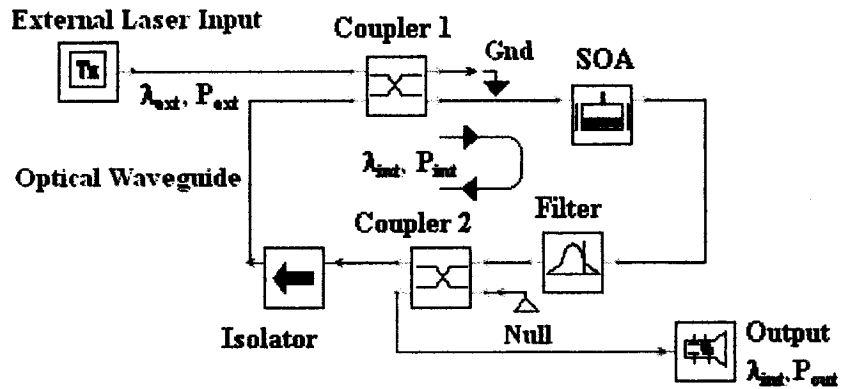 External Laser Input
Coupler 1
Gnd
SOA
Tx
λext, Pext
λint, Pint
Optical Waveguide
Coupler 2
Filter
Isolator
Null
Output
λint, Pout